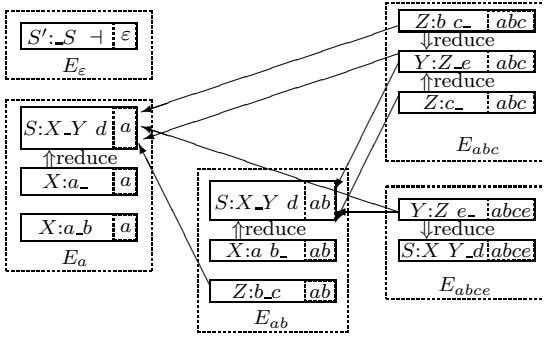 S′:_S ⊣ ε
E_ε
S:X_Y d a
⇑reduce
X:a_ a
X:a_b a
E_a
S:X_Y d ab
⇑reduce
X:a b_ ab
Z:b_c ab
E_ab
Z:b c_ abc
⇓reduce
Y:Z_e abc
⇑reduce
Z:c_ abc
E_abc
Y:Z e_ abce
⇓reduce
S:X Y_d abce
E_abce